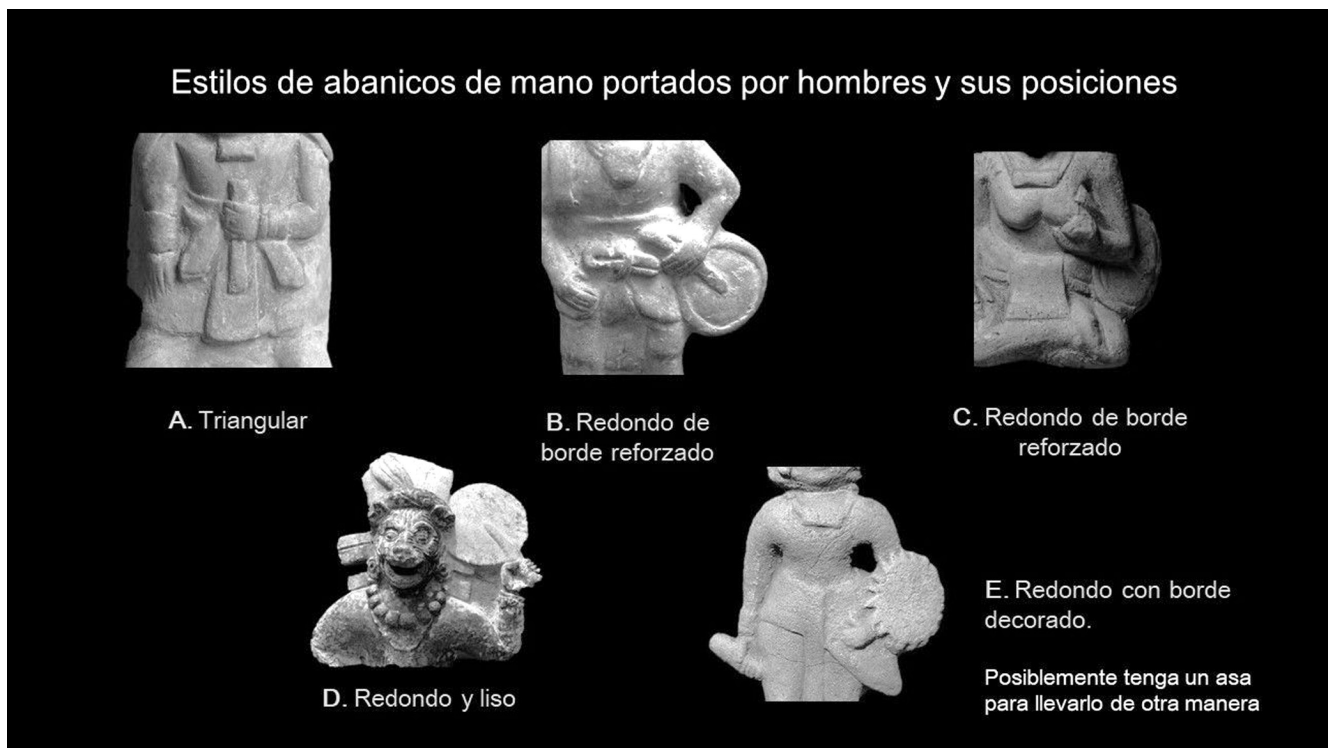 Estilos de abanicos de mano portados por hombres y sus posiciones
A. Triangular
B. Redondo de
borde reforzado
C. Redondo de borde
reforzado
D. Redondo y liso
E. Redondo con borde
decorado.
Posiblemente tenga un asa
para llevarlo de otra manera